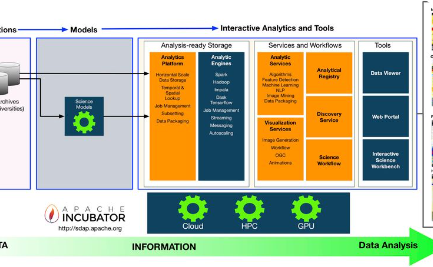 tions
Models
Interactive Analytics and Tools
Analysis-ready Storage
Services and Workflows
Tools
Analytics
Platform
Horizontal Scale
Data Storage
Temporal &
Spatial
Lookup
Job Management
Subsetting
Data Packaging
Analytic
Engines
Spark
Hadoop
Impala
Dask
Tensorflow
Job Management
Streaming
Messaging
Autoscaling
Analytic
Services
Algorithms
Feature Detection
Machine Learning
NLP
Image Mining
Data Packaging
Visualization
Services
Image Generation
Workflow
OGC
Animations
Analytical
Registry
Discovery
Service
Science
Workflow
Data Viewer
Web Portal
Interactive
Science
Workbench
rchives
iversities)
Science
Models
APACHE
INCUBATOR
http://sdap.apache.org
Cloud
HPC
GPU
TA
INFORMATION
Data Analysis